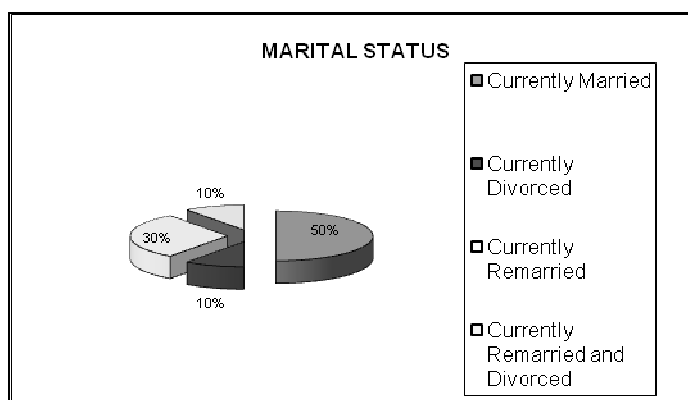 MARITAL STATUS
Currently Married
Currently
Divorced
Currently
Remarried
Currently
Remarried and
Divorced
10%
50%
30%
10%